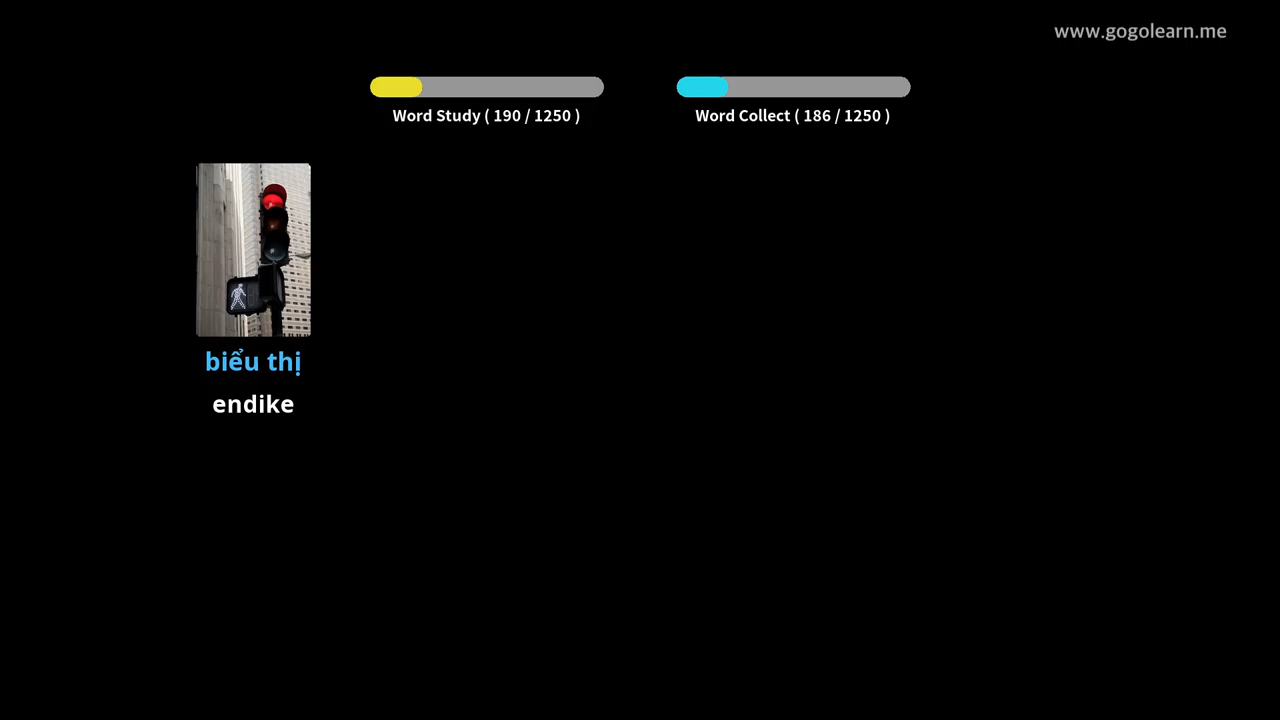 www.gogolearn.me
Word Study ( 190 / 1250 )
Word Collect ( 186 / 1250 )
biểu thị
endike